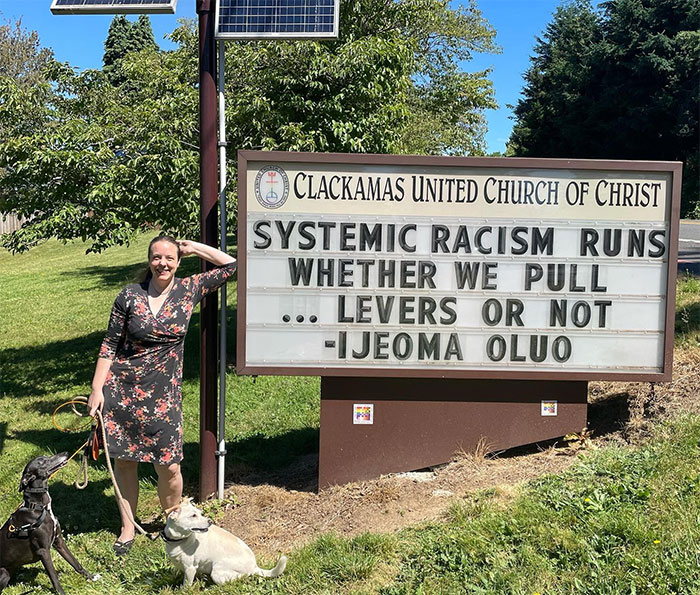 CLACKAMAS UNITED CHURCH OF CHRIST
SYSTEMIC RACISM RUNS
WHETHER WE PULL
... LEVERS OR NOT
-IJEOMA OLUO